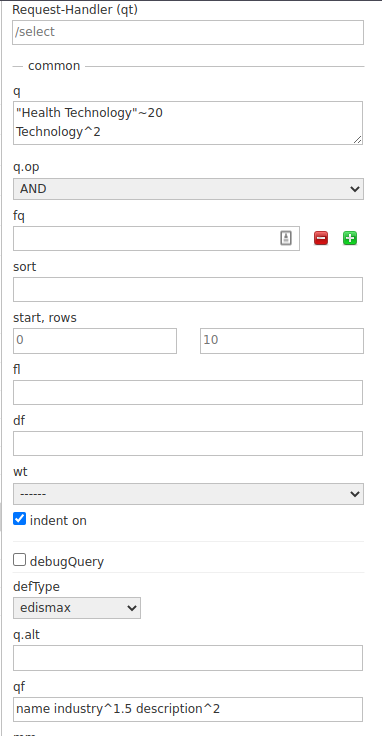 Request-Handler (qt)
/select
common
q
"Health Technology"~20
Technology^2
q.op
AND
fq
sort
start, rows
0 10
fl
df
wt
------
indent on
debugQuery
defType
edismax
q.alt
qf
name industry^1.5 description^2
mm